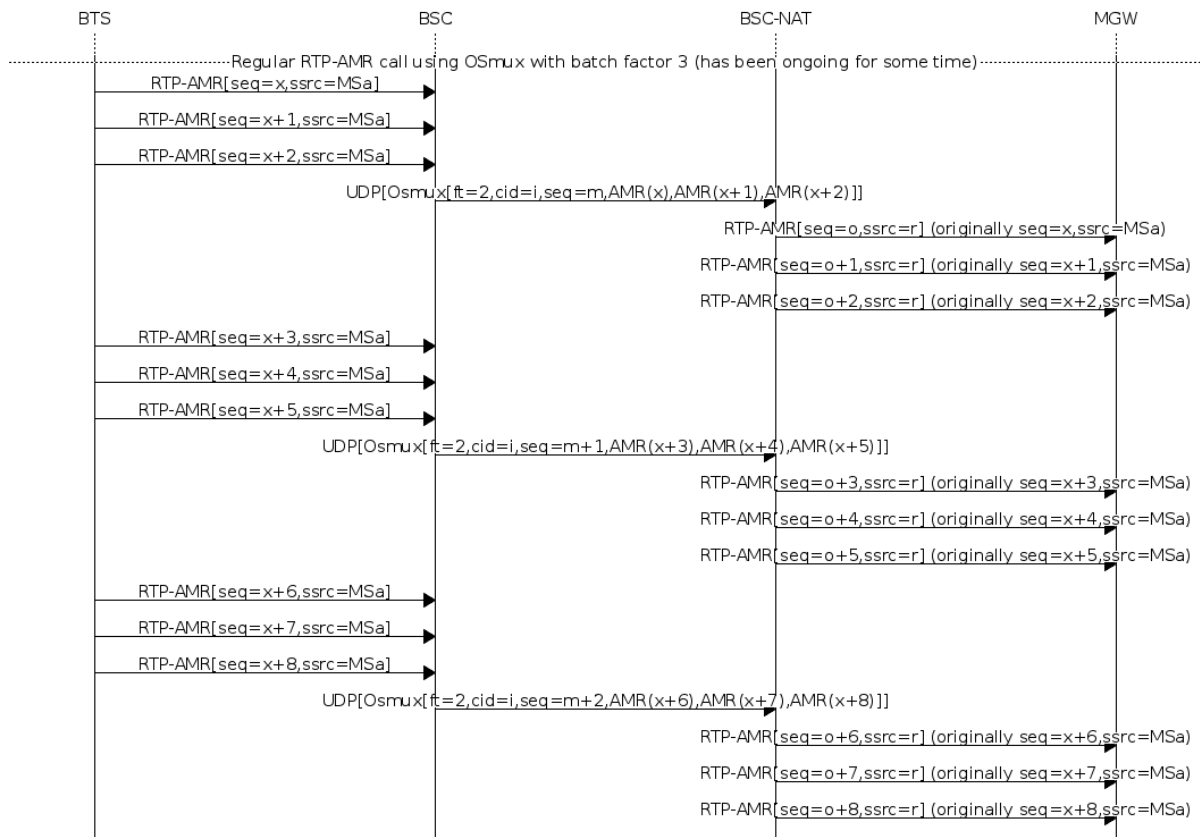 BTS BSC BSC-NAT MGW
Regular RTP-AMR call using OSmux with batch factor 3 (has been ongoing for some time)
RTP-AMR[seq=x,ssrc=MSa]
RTP-AMR[seq=x+1,ssrc=MSa]
RTP-AMR[seq=x+2,ssrc=MSa]
UDP[Osmux[ft=2,cid=i,seq=m,AMR(x),AMR(x+1),AMR(x+2)]]
RTP-AMR[seq=o,ssrc=r] (originally seq=x,ssrc=MSa)
RTP-AMR[seq=o+1,ssrc=r] (originally seq=x+1,ssrc=MSa)
RTP-AMR[seq=o+2,ssrc=r] (originally seq=x+2,ssrc=MSa)
RTP-AMR[seq=x+3,ssrc=MSa]
RTP-AMR[seq=x+4,ssrc=MSa]
RTP-AMR[seq=x+5,ssrc=MSa]
UDP[Osmux[ft=2,cid=i,seq=m+1,AMR(x+3),AMR(x+4),AMR(x+5)]]
RTP-AMR[seq=o+3,ssrc=r] (originally seq=x+3,ssrc=MSa)
RTP-AMR[seq=o+4,ssrc=r] (originally seq=x+4,ssrc=MSa)
RTP-AMR[seq=o+5,ssrc=r] (originally seq=x+5,ssrc=MSa)
RTP-AMR[seq=x+6,ssrc=MSa]
RTP-AMR[seq=x+7,ssrc=MSa]
RTP-AMR[seq=x+8,ssrc=MSa]
UDP[Osmux[ft=2,cid=i,seq=m+2,AMR(x+6),AMR(x+7),AMR(x+8)]]
RTP-AMR[seq=o+6,ssrc=r] (originally seq=x+6,ssrc=MSa)
RTP-AMR[seq=o+7,ssrc=r] (originally seq=x+7,ssrc=MSa)
RTP-AMR[seq=o+8,ssrc=r] (originally seq=x+8,ssrc=MSa)